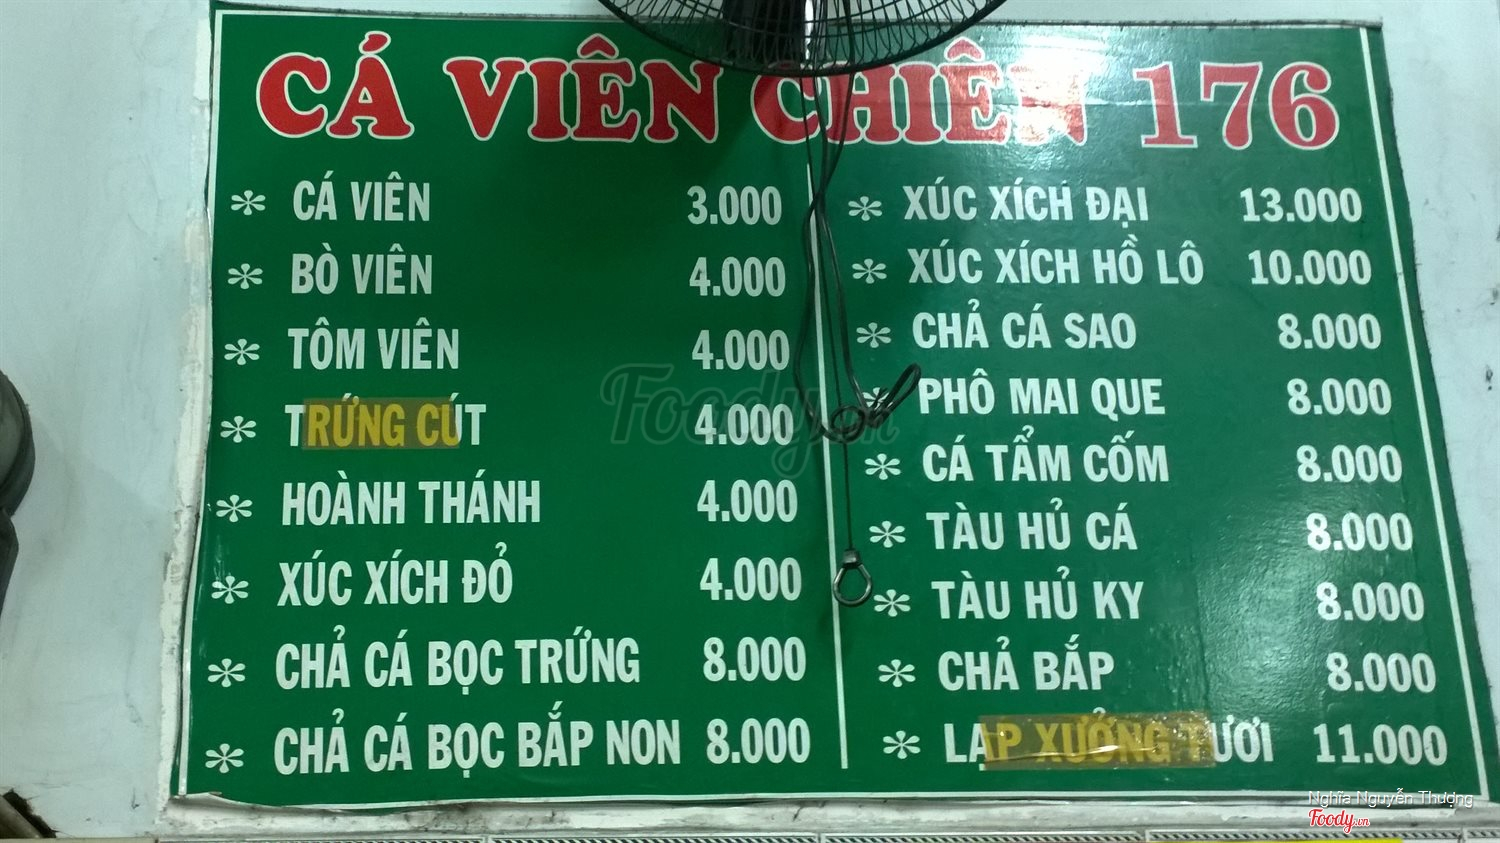 CÁ VIÊN CHIÊN 176
* CÁ VIÊN 3.000
* BÒ VIÊN 4.000
* TÔM VIÊN 4.000
* TRỨNG CÚT 4.000
* HOÀNH THÁNH 4.000
* XÚC XÍCH ĐỎ 4.000
* CHẢ CÁ BỌC TRỨNG 8.000
* CHẢ CÁ BỌC BẮP NON 8.000
* XÚC XÍCH ĐẠI 13.000
* XÚC XÍCH HỒ LÔ 10.000
* CHẢ CÁ SAO 8.000
* PHÔ MAI QUE 8.000
* CÁ TẨM CỐM 8.000
* TÀU HỦ CÁ 8.000
* TÀU HỦ KY 8.000
* CHẢ BẮP 8.000
* LẠP XƯỞNG TƯƠI 11.000
Foody.vn
Nghĩa Nguyễn Thượng
Foody.vn